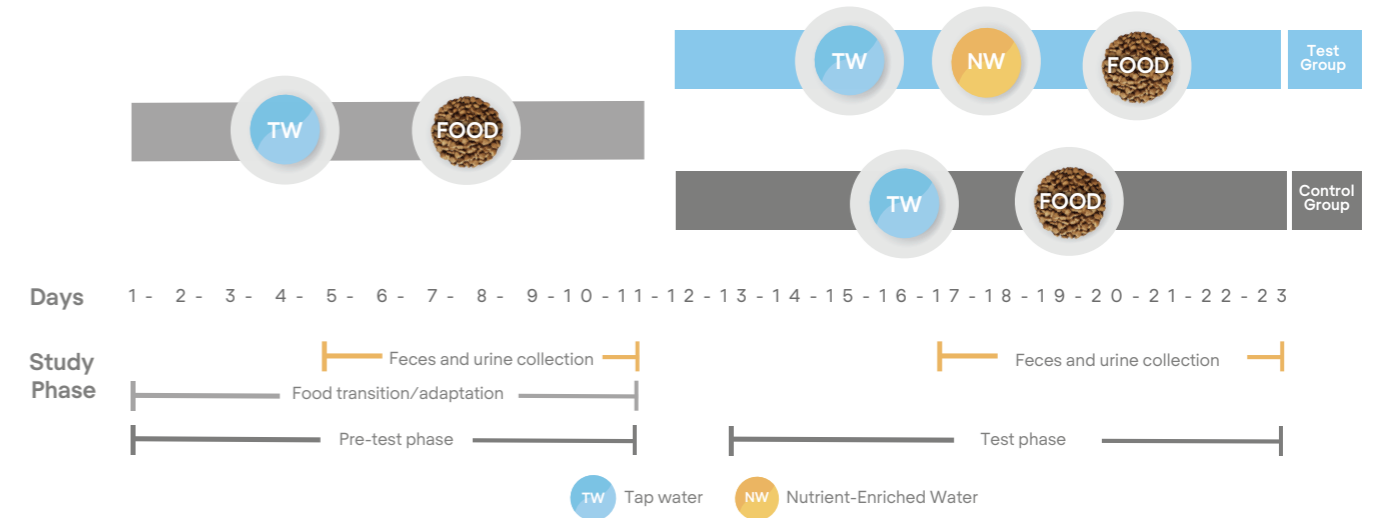 TW
FOOD
TW
NW
FOOD
Test
Group
TW
FOOD
Control
Group
Days 1 - 2 - 3 - 4 - 5 - 6 - 7 - 8 - 9 - 10 - 11 - 12 - 13 - 14 - 15 - 16 - 17 - 18 - 19 - 20 - 21 - 22 - 23
Study
Phase
Feces and urine collection
Feces and urine collection
Food transition/adaptation
Pre-test phase
Test phase
TW Tap water
NW Nutrient-Enriched Water